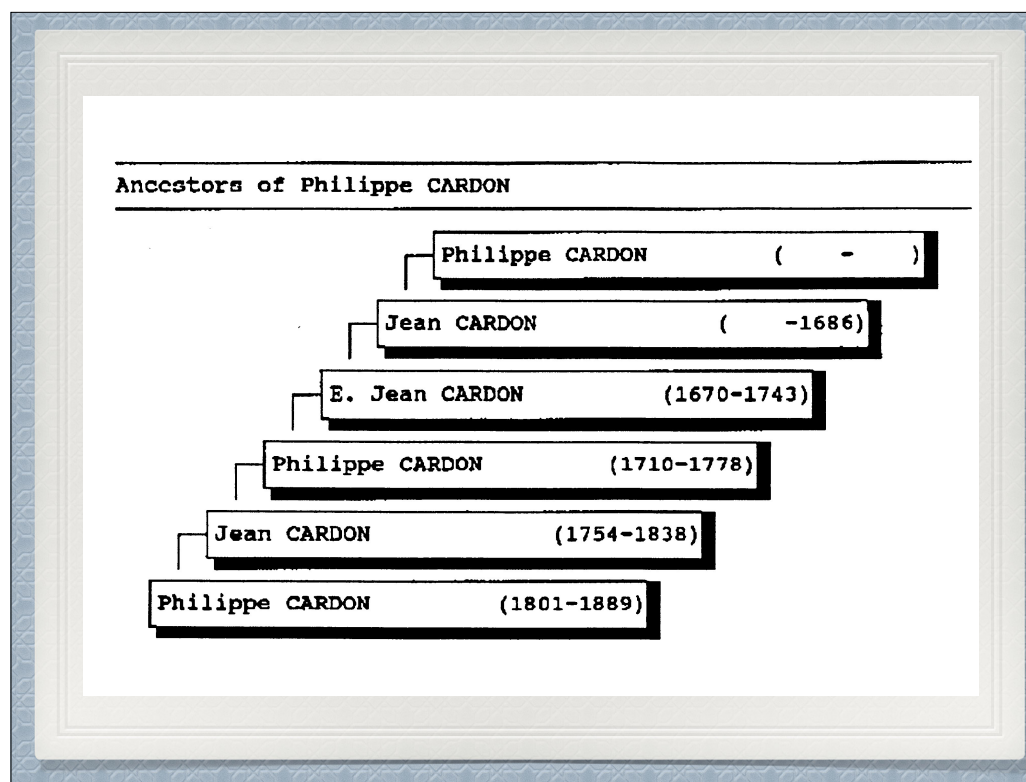 Ancestors of Philippe CARDON
Philippe CARDON ( - )
Jean CARDON ( -1686)
E. Jean CARDON (1670-1743)
Philippe CARDON (1710-1778)
Jean CARDON (1754-1838)
Philippe CARDON (1801-1889)